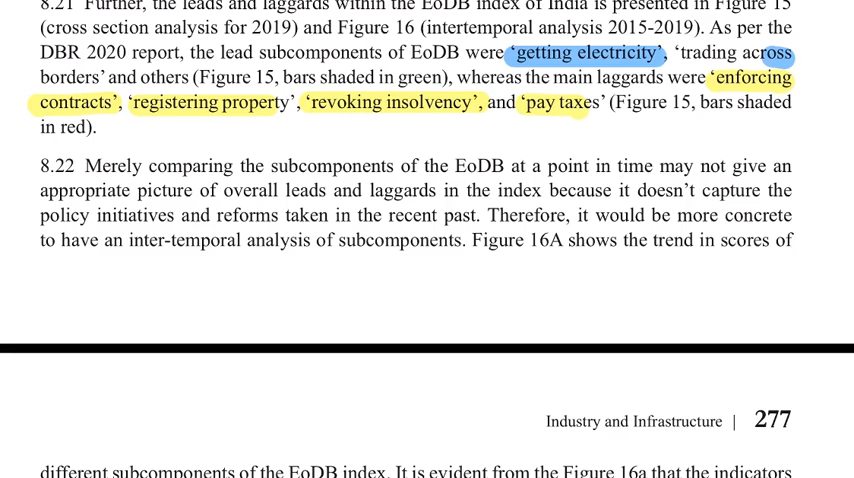 8.21 Further, the leads and laggards within the EoDB index of India is presented in Figure 15
(cross section analysis for 2019) and Figure 16 (intertemporal analysis 2015-2019). As per the
DBR 2020 report, the lead subcomponents of EoDB were ‘getting electricity’, ‘trading across
borders’ and others (Figure 15, bars shaded in green), whereas the main laggards were ‘enforcing
contracts’, ‘registering property’, ‘revoking insolvency’, and ‘pay taxes’ (Figure 15, bars shaded
in red).
8.22 Merely comparing the subcomponents of the EoDB at a point in time may not give an
appropriate picture of overall leads and laggards in the index because it doesn’t capture the
policy initiatives and reforms taken in the recent past. Therefore, it would be more concrete
to have an inter-temporal analysis of subcomponents. Figure 16A shows the trend in scores of
Industry and Infrastructure | 277
different subcomponents of the EoDB index. It is evident from the Figure 16a that the indicators